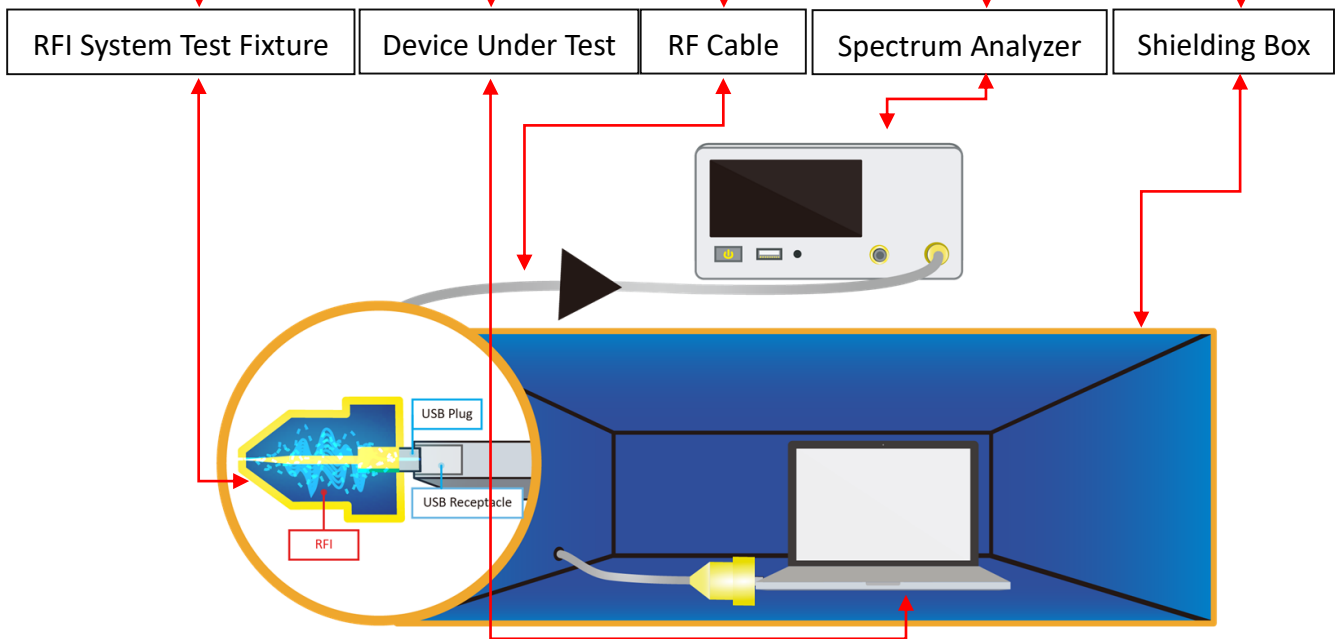 RFI System Test Fixture
Device Under Test
RF Cable
Spectrum Analyzer
Shielding Box
USB Plug
USB Receptacle
RFI